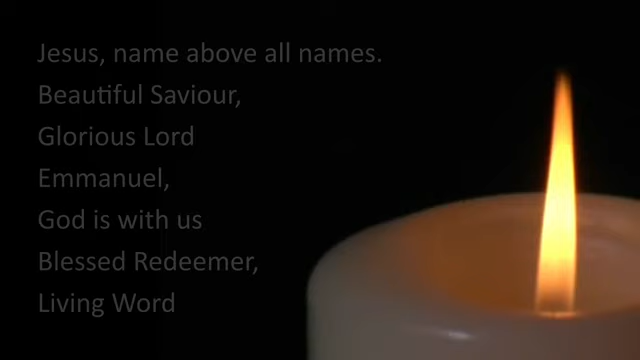 Jesus, name above all names.
Beautiful Saviour,
Glorious Lord
Emmanuel,
God is with us
Blessed Redeemer,
Living Word